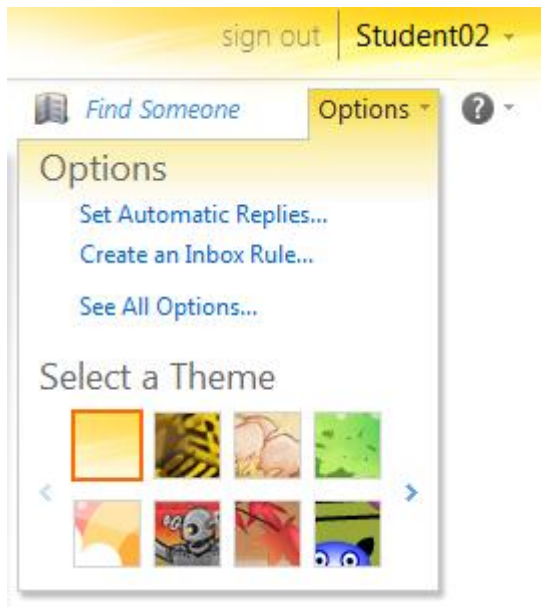 sign out Student02
Find Someone Options ?
Options
Set Automatic Replies...
Create an Inbox Rule...
See All Options...
Select a Theme